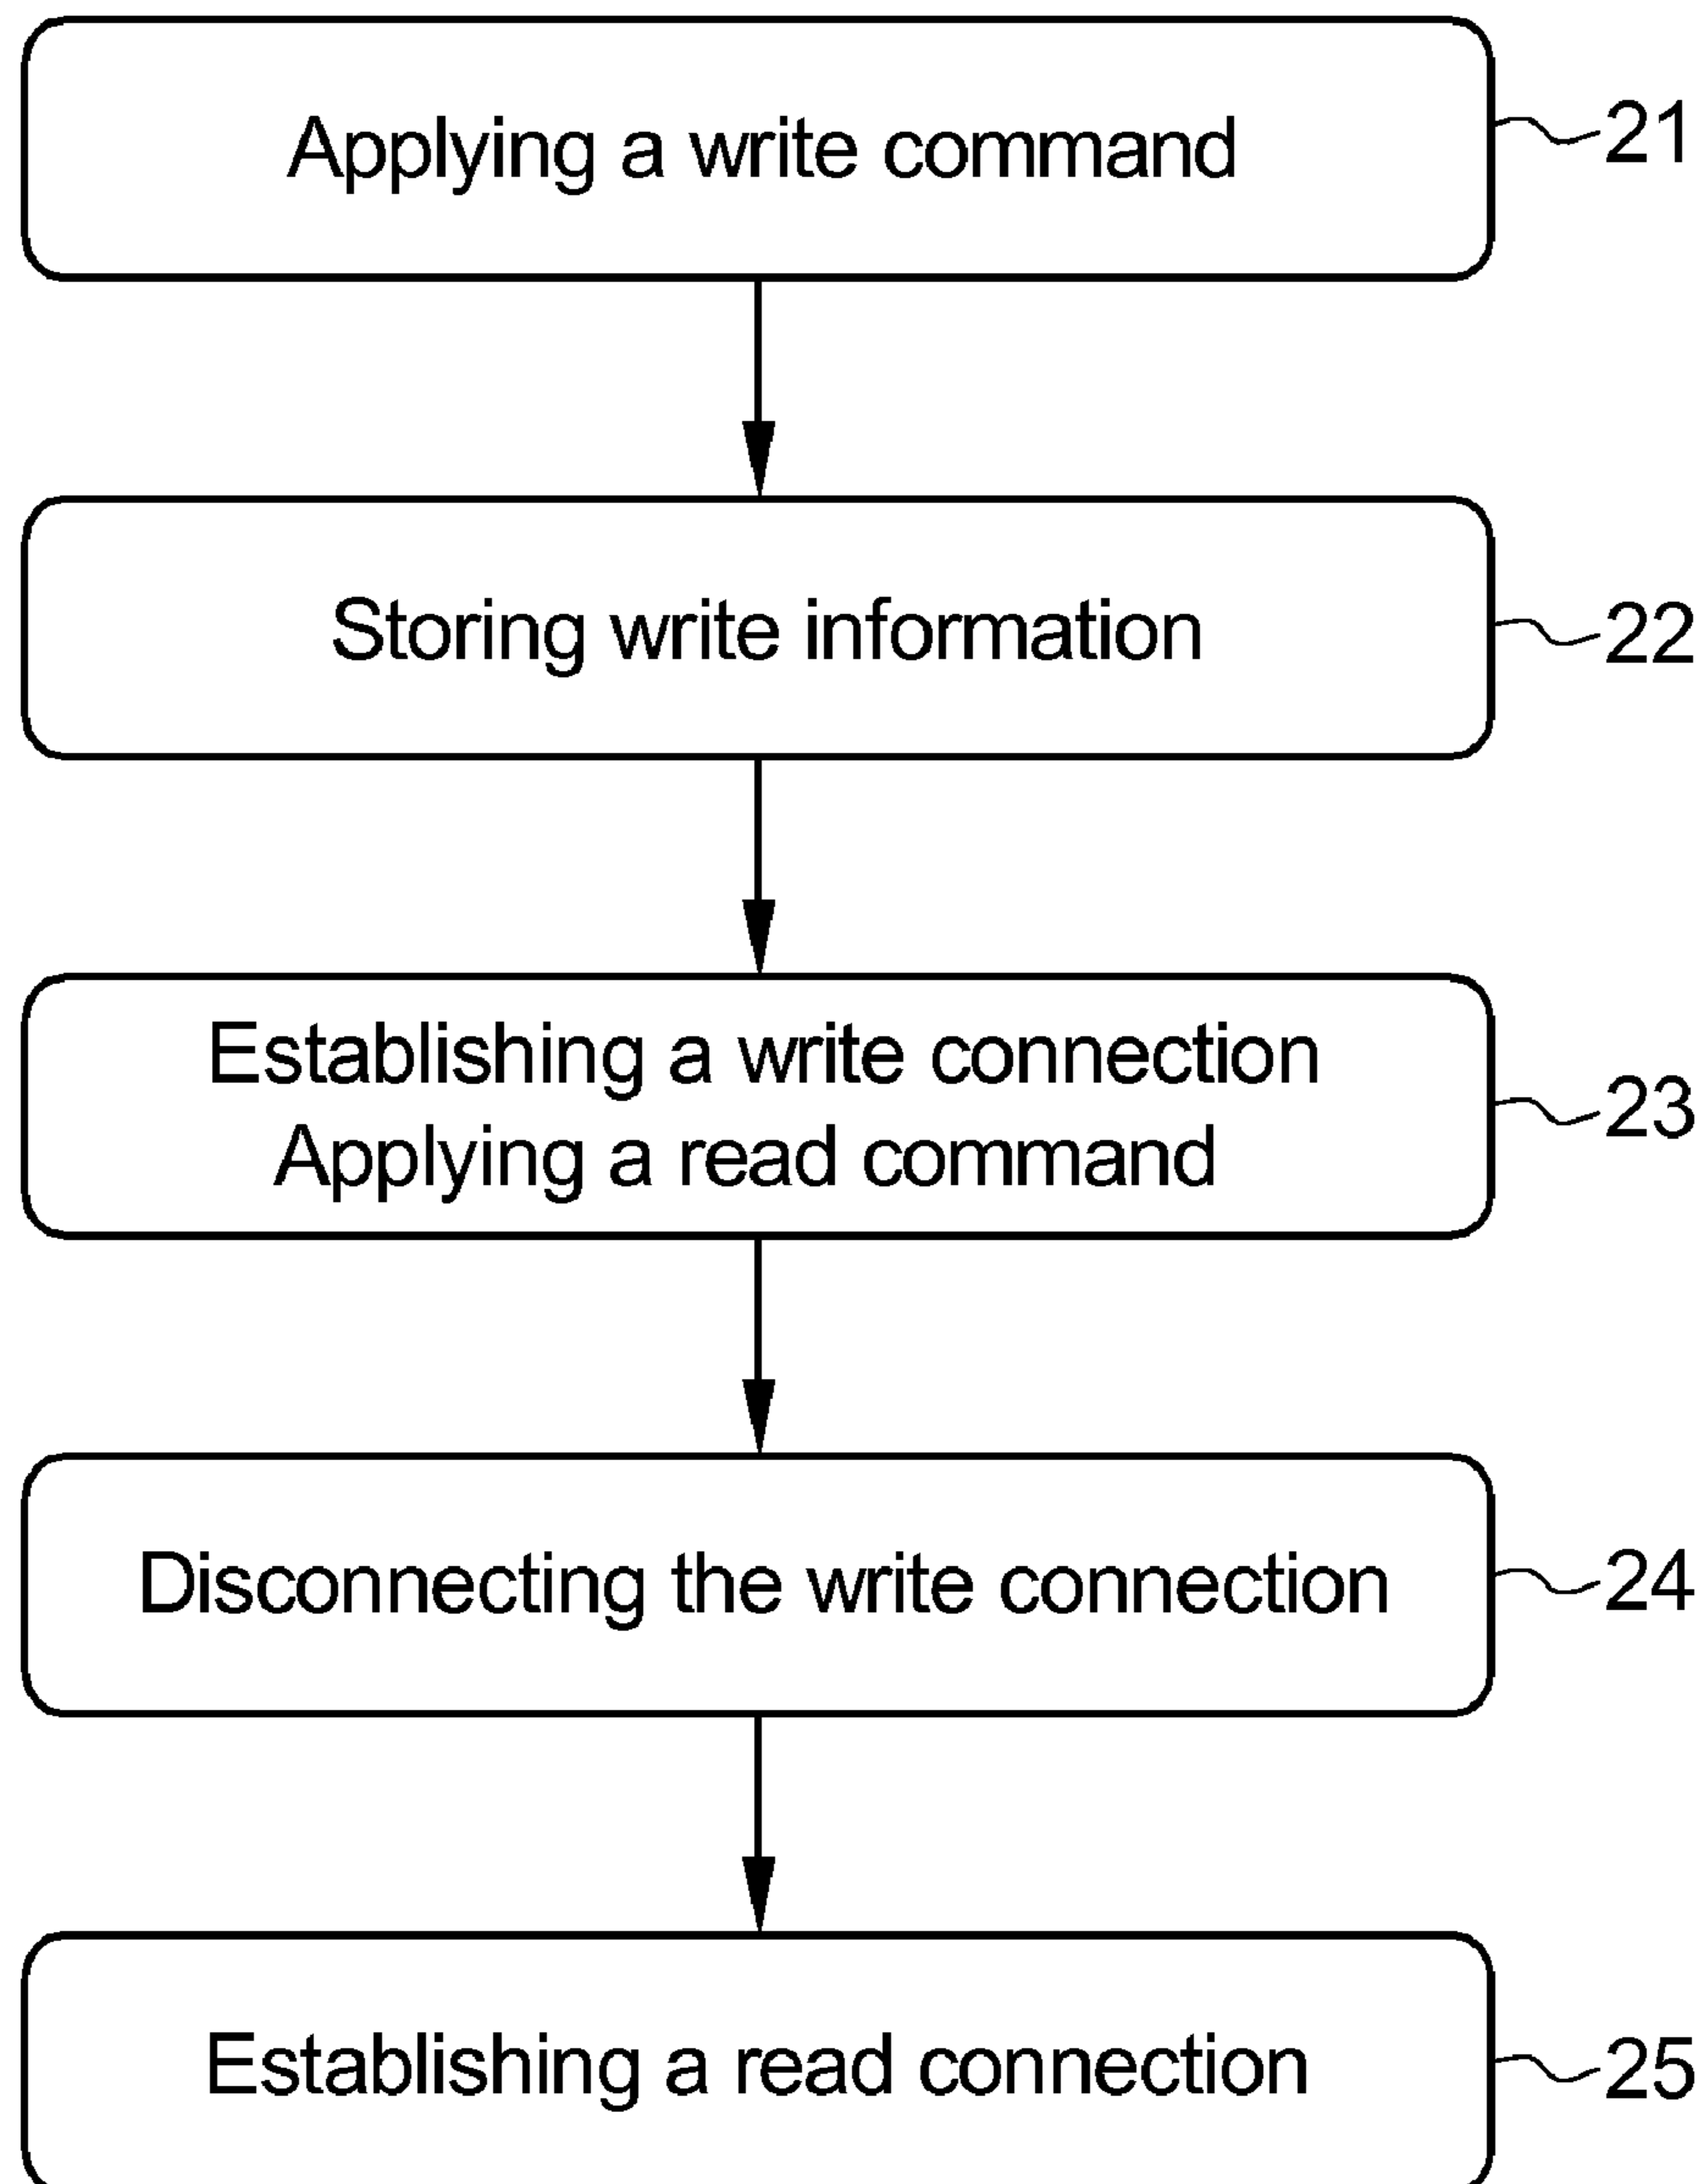 Applying a write command
21
Storing write information
22
Establishing a write connection
Applying a read command
23
Disconnecting the write connection
24
Establishing a read connection
25